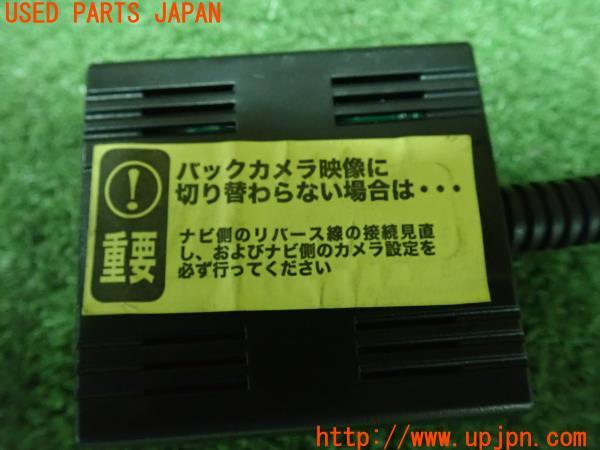 USED PARTS JAPAN
バックカメラ映像に
切り替わらない場合は・・・
重要
ナビ側のリバース線の接続見直
し、およびナビ側のカメラ設定を
必ず行ってください
http://www.upjpn.com